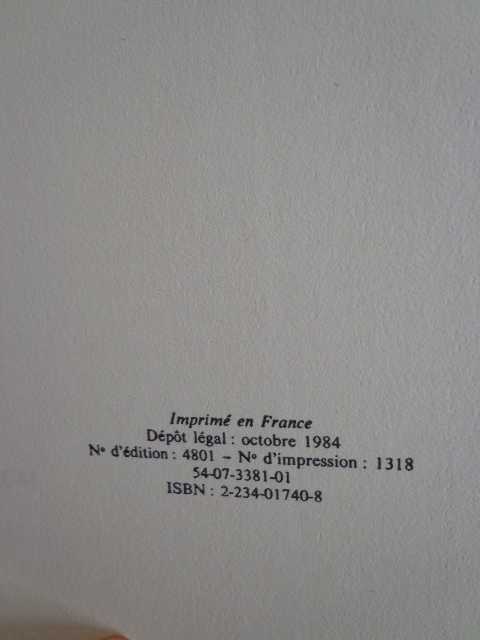 Imprimé en France
Dépôt légal : octobre 1984
Nº d'édition : 4801 – Nº d'impression : 1318
54-07-3381-01
ISBN : 2-234-01740-8